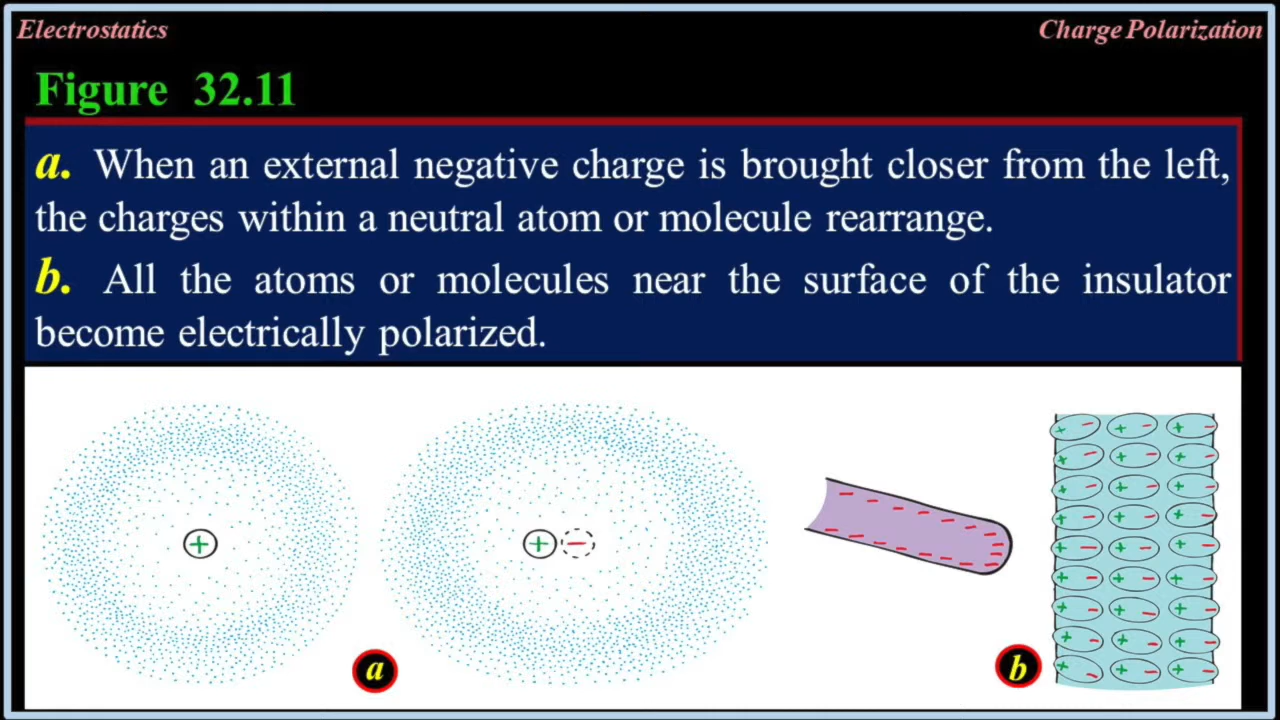 Electrostatics
Charge Polarization
Figure 32.11
a. When an external negative charge is brought closer from the left,
the charges within a neutral atom or molecule rearrange.
b. All the atoms or molecules near the surface of the insulator
become electrically polarized.
a
b